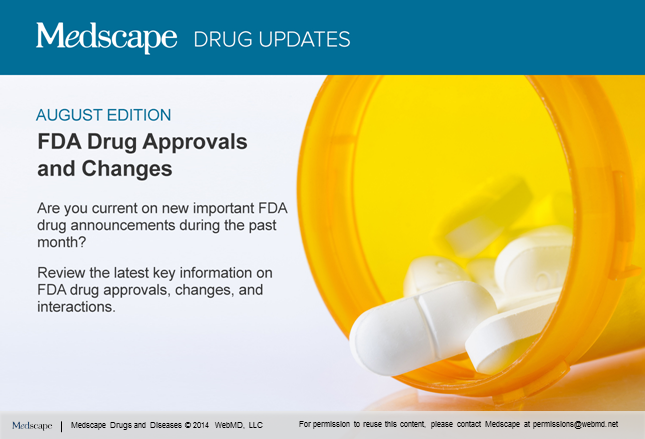 Medscape DRUG UPDATES
AUGUST EDITION
FDA Drug Approvals
and Changes
Are you current on new important FDA
drug announcements during the past
month?
Review the latest key information on
FDA drug approvals, changes, and
interactions.
Medscape | Medscape Drugs and Diseases © 2014 WebMD, LLC For permission to reuse this content, please contact Medscape at permissions@webmd.net